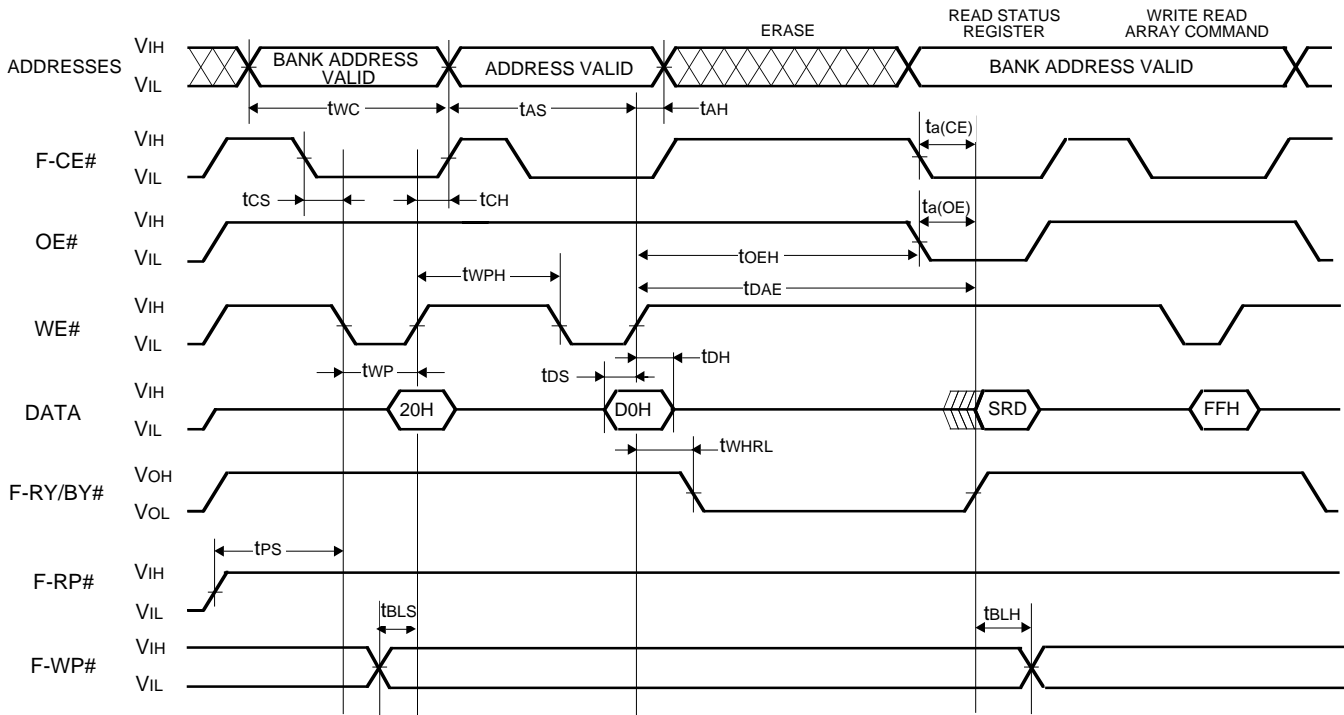 ERASE
READ STATUS
REGISTER
WRITE READ
ARRAY COMMAND
ADDRESSES
VIH
VIL
BANK ADDRESS
VALID
ADDRESS VALID
BANK ADDRESS VALID
tWC
tAS
tAH
F-CE#
VIH
VIL
ta(CE)
tCS
tCH
OE#
VIH
VIL
ta(OE)
tOEH
tWPH
tDAE
WE#
VIH
VIL
tWP
tDS
tDH
DATA
VIH
VIL
20H
D0H
SRD
FFH
tWHRL
F-RY/BY#
VOH
VOL
tPS
F-RP#
VIH
VIL
tBLS
tBLH
F-WP#
VIH
VIL